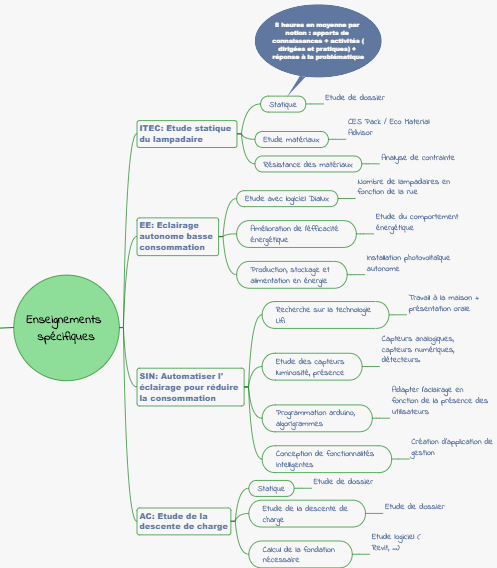 8 heures en moyenne par
notion : apports de
connaissances + activités (
dirigées et pratiques) +
réponse à la problématique
Enseignements
spécifiques
ITEC: Etude statique
du lampadaire
Statique
Etude de dossier
Etude matériaux
CES Pack / Eco Material
Advisor
Résistance des matériaux
Analyse de contrainte
EE: Eclairage
autonome basse
consommation
Etude avec logiciel Dialux
Nombre de lampadaires en
fonction de la rue
Amélioration de l'éfficacité
énergétique
Etude du comportement
énergétique
Production, stockage et
alimentation en énergie
Installation photovoltaïque
autonome
SIN: Automatiser l'
éclairage pour réduire
la consommation
Recherche sur la technologie
Lifi
Travail à la maison +
présentation orale
Etude des capteurs
luminosité, présence
Capteurs analogiques,
capteurs numériques,
détecteurs.
Programmation arduino,
algorigrammes
Adapter l'éclairage en
fonction de la présence des
utilisateurs
Conception de fonctionnalités
intelligentes
Création d'application de
gestion
AC: Etude de la
descente de charge
Statique
Etude de dossier
Etude de la descente de
charge
Etude de dossier
Calcul de la fondation
nécessaire
Etude logiciel (
Revit, ...)